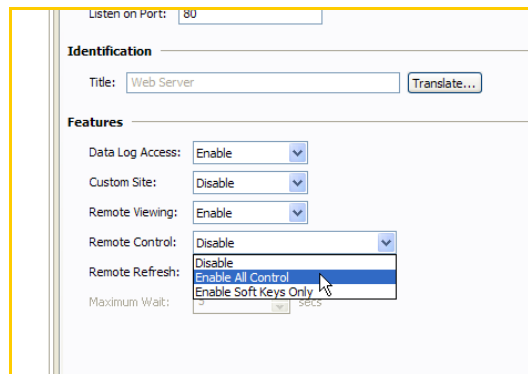 Listen on Port: 80
Identification
Title: Web Server Translate...
Features
Data Log Access: Enable
Custom Site: Disable
Remote Viewing: Enable
Remote Control: Disable
Disable
Remote Refresh: Enable All Control
Enable Soft Keys Only
Maximum Wait: secs